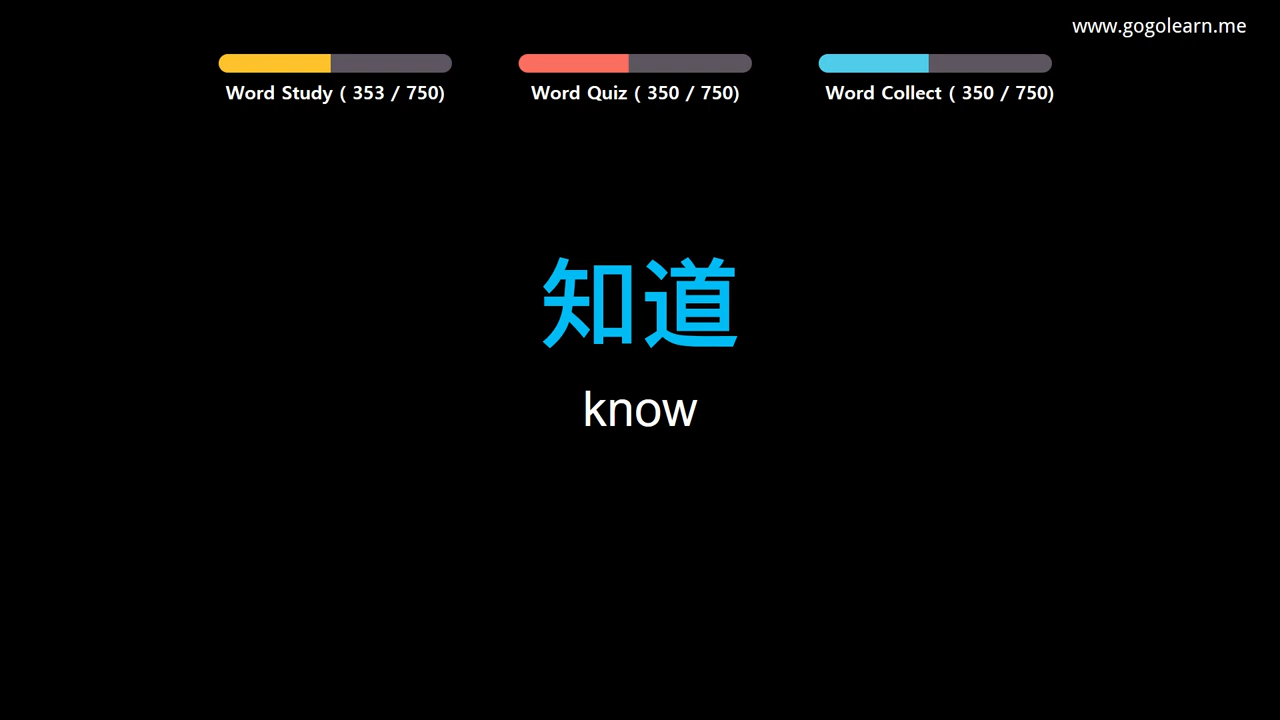 www.gogolearn.me
Word Study ( 353 / 750)
Word Quiz ( 350 / 750)
Word Collect ( 350 / 750)
知道
know